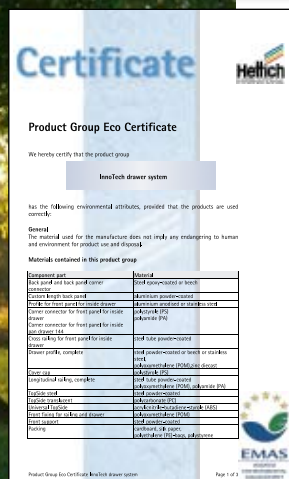 Certificate
Hettich
Product Group Eco Certificate
We hereby certify that the product group
InnoTech drawer system
has the following environmental attributes, provided that the products are used
correctly:
General
The material used for the manufacture does not imply any endangering to human
and environment for product use and disposal.
Materials contained in this product group
Component part Material
Back panel and back panel corner connector Steel epoxy-coated or beech
Custom length back panel aluminium powder-coated
Profile for front panel for inside drawer aluminium anodised or stainless steel
Corner connector for front panel for inside drawer polystyrole (PS)
Corner connector for front panel for inside pan drawer 144 polyamide (PA)
Cross railing for front panel for inside drawer steel tube powder-coated
Drawer profile, complete steel powder-coated or beech or stainless steel, polyoxymethylene (POM),zinc diecast
Cover cap polystyrole (PS)
Longitudinal railing, complete steel tube powder-coated
polyoxymethylene (POM), polyamide (PA)
TopSide steel steel powder-coated
TopSide translucent polycarbonate (PC)
Universal TopSide acrylonitrile-butadiene-styrole (ABS)
Front fixing for railing and drawer polyoxymethylene (POM)
Front support steel powder-coated
Packing cardboard, silk paper,
polyethylene (PS)-bags, polystyrene
EMAS
Product Group Eco Certificate InnoTech drawer system Page 1 of 3